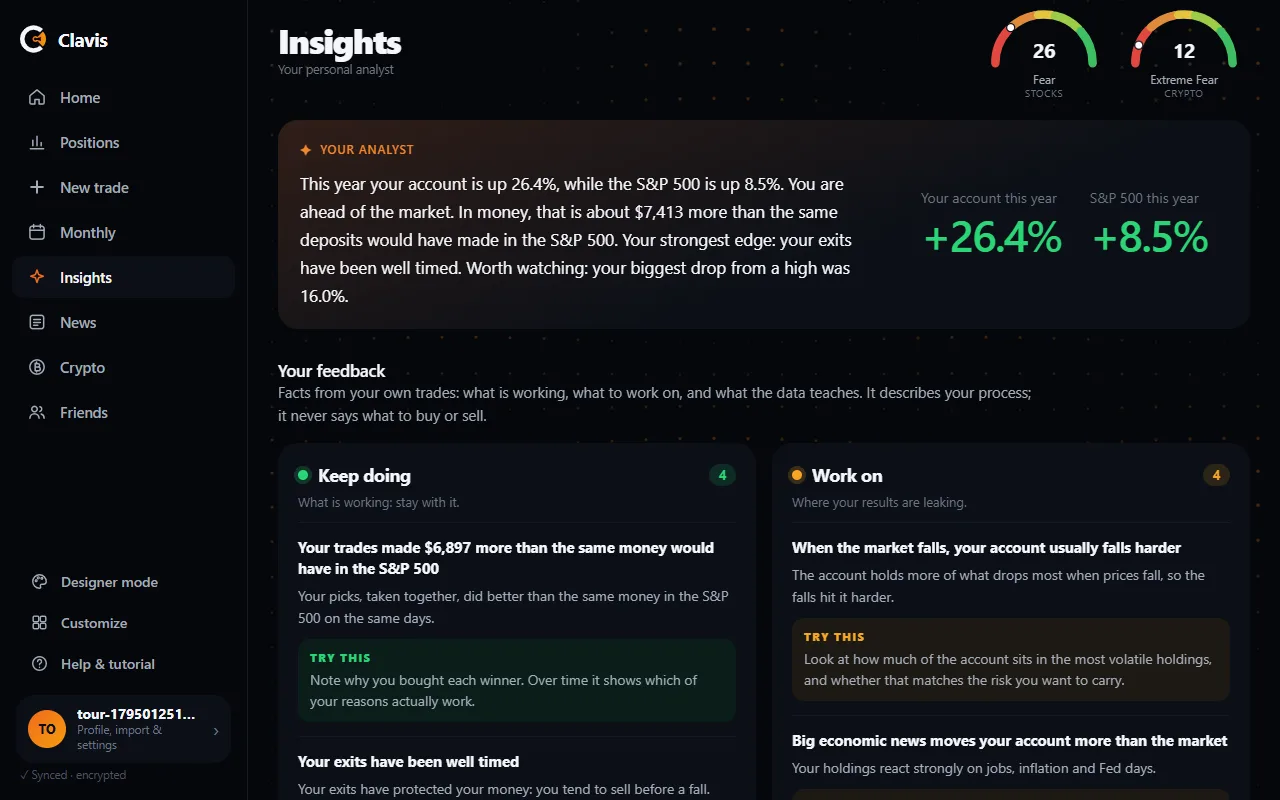 Clavis
Home
Positions
New trade
Monthly
Insights
News
Crypto
Friends
Designer mode
Customize
Help & tutorial
TO
tour-179501251...
Profile, import &
settings
✓ Synced · encrypted
Insights
Your personal analyst
26
Fear
STOCKS
12
Extreme Fear
CRYPTO
YOUR ANALYST
This year your account is up 26.4%, while the S&P 500 is up 8.5%. You are
ahead of the market. In money, that is about $7,413 more than the same
deposits would have made in the S&P 500. Your strongest edge: your exits
have been well timed. Worth watching: your biggest drop from a high was
16.0%.
Your account this year
+26.4%
S&P 500 this year
+8.5%
Your feedback
Facts from your own trades: what is working, what to work on, and what the data teaches. It describes your process;
it never says what to buy or sell.
Keep doing
4
What is working: stay with it.
Your trades made $6,897 more than the same money would
have in the S&P 500
Your picks, taken together, did better than the same money in the S&P
500 on the same days.
TRY THIS
Note why you bought each winner. Over time it shows which of
your reasons actually work.
Your exits have been well timed
Your exits have protected your money: you tend to sell before a fall.
Work on
4
Where your results are leaking.
When the market falls, your account usually falls harder
The account holds more of what drops most when prices fall, so the
falls hit it harder.
TRY THIS
Look at how much of the account sits in the most volatile holdings,
and whether that matches the risk you want to carry.
Big economic news moves your account more than the market
Your holdings react strongly on jobs, inflation and Fed days.